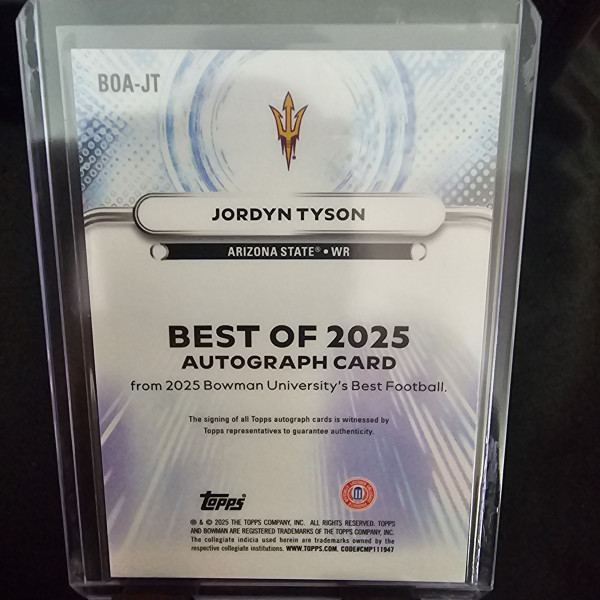 BOA-JT
JORDYN TYSON
ARIZONA STATE® • WR
BEST OF 2025
AUTOGRAPH CARD
from 2025 Bowman University's Best Football.
The signing of all Topps autograph cards is witnessed by
Topps representatives to guarantee authenticity.
topps®
® & © 2025 THE TOPPS COMPANY, INC. ALL RIGHTS RESERVED. TOPPS
AND BOWMAN ARE REGISTERED TRADEMARKS OF THE TOPPS COMPANY, INC.
The collegiate indicia used herein are trademarks owned by the
respective collegiate institutions. WWW.TOPPS.COM. CODE#CMP111947